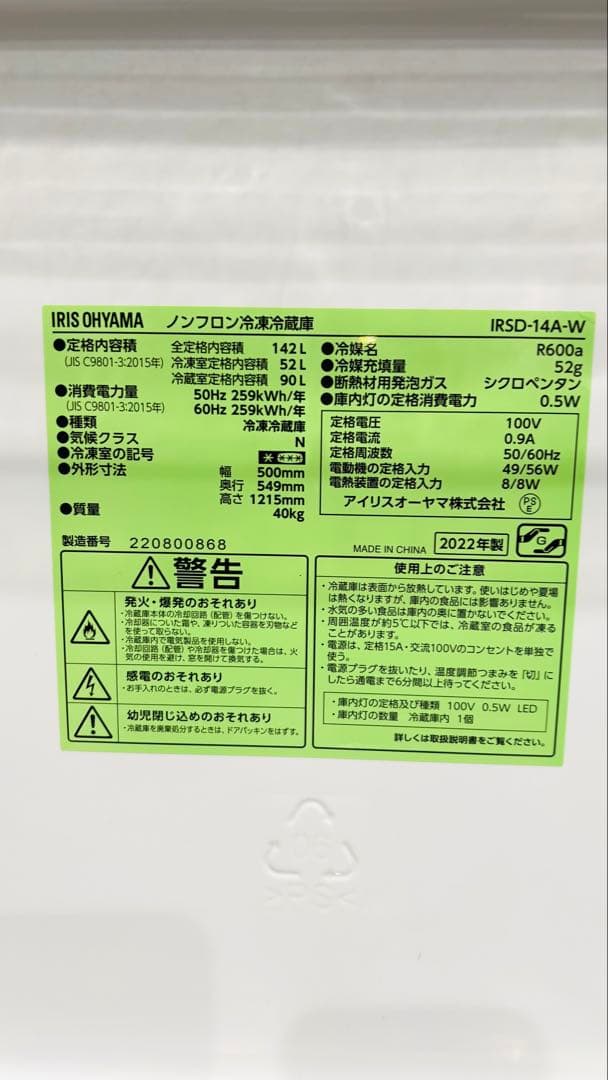 IRIS OHYAMA ノンフロン冷凍冷蔵庫 IRSD-14A-W
●定格内容積 全定格内容積 142 L
(JIS C9801-3:2015年) 冷凍室定格内容積 52 L
冷蔵室定格内容積 90 L
●消費電力量 50Hz 259kWh/年
(JIS C9801-3:2015年) 60Hz 259kWh/年
●種類 冷凍冷蔵庫
●気候クラス N
●冷凍室の記号
●外形寸法 幅 500mm
奥行 549mm
高さ 1215mm
●質量 40kg
●冷媒名 R600a
●冷媒充填量 52g
●断熱材用発泡ガス シクロペンタン
●庫内灯の定格消費電力 0.5W
定格電圧 100V
定格電流 0.9A
定格周波数 50/60Hz
電動機の定格入力 49/56W
電熱装置の定格入力 8/8W
アイリスオーヤマ株式会社 PSE
製造番号 220800868
MADE IN CHINA 2022年製 G
警告
発火・爆発のおそれあり
・冷蔵庫本体の冷却回路(配管)を傷つけない。
・冷却器についた霜や、凍りついた容器を刃物など
を使って取らない。
・冷蔵庫内で電気製品を使用しない。
・冷却回路(配管)や冷却器を傷つけた場合は、火
気の使用を避け、窓を開けて換気する。
感電のおそれあり
・お手入れのときは、必ず電源プラグを抜く。
幼児閉じ込めのおそれあり
・冷蔵庫を廃棄処分するときは、ドアパッキンをはずす。
使用上のご注意
・冷蔵庫は表面から放熱しています。使いはじめや夏場
は熱くなりますが、庫内の食品には影響ありません。
・水気の多い食品は庫内の奥に置かないでください。
・周囲温度が約5℃以下では、冷蔵室の食品が凍る
ことがあります。
・電源は、定格15A・交流100Vのコンセントを単独で
使う。
・電源プラグを抜いたり、温度調節つまみを「切」に
したら通電まで6分間以上待ってください。
・庫内灯の定格及び種類 100V 0.5W LED
・庫内灯の数量 冷蔵庫内 1個
詳しくは取扱説明書をご覧ください。